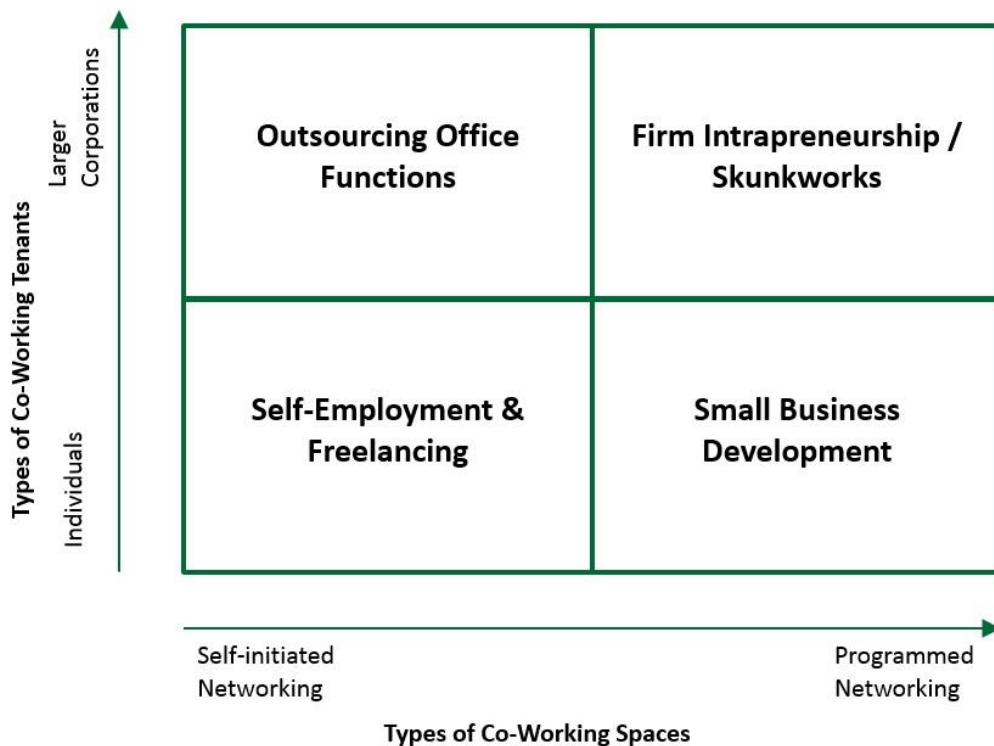 Types of Co-Working Tenants
Larger
Corporations
Individuals
Outsourcing Office
Functions
Firm Intrapreneurship /
Skunkworks
Self-Employment &
Freelancing
Small Business
Development
Self-initiated
Networking
Programmed
Networking
Types of Co-Working Spaces